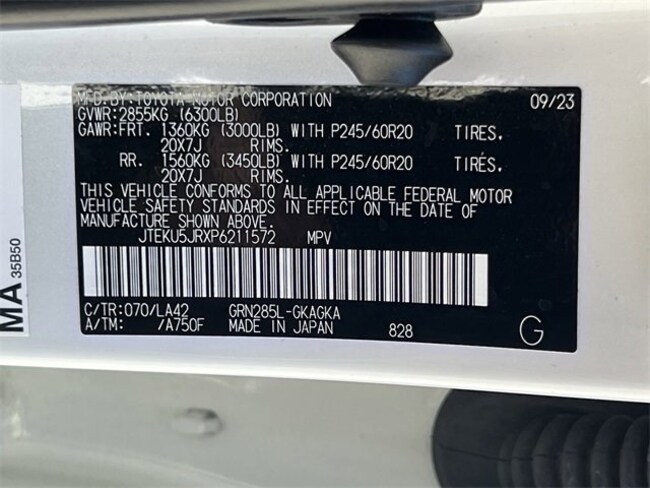 MFD.BY:TOYOTA MOTOR CORPORATION 09/23
GVWR:2855KG (6300LB)
GAWR:FRT. 1360KG (3000LB) WITH P245/60R20 TIRES.
20X7J RIMS.
RR. 1560KG (3450LB) WITH P245/60R20 TIRES.
20X7J RIMS.
THIS VEHICLE CONFORMS TO ALL APPLICABLE FEDERAL MOTOR
VEHICLE SAFETY STANDARDS IN EFFECT ON THE DATE OF
MANUFACTURE SHOWN ABOVE.
JTEKU5JRXP6211572 MPV
C/TR:070/LA42 GRN285L-GKAGKA
A/TM: /A750F MADE IN JAPAN 828
G
MA
35B50